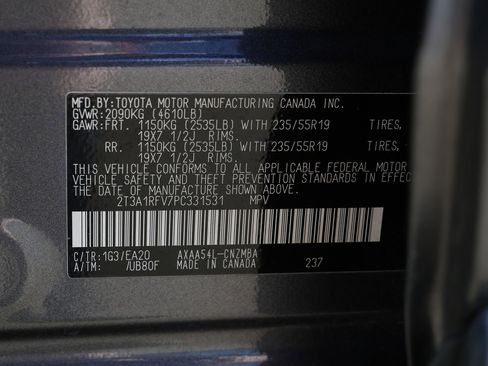 MFD.BY:TOYOTA MOTOR MANUFACTURING CANADA INC.
GVWR:2090KG (4610LB)
GAWR:FRT. 1150KG (2535LB) WITH 235/55R19 TIRES,
19X7 1/2J RIMS.
RR. 1150KG (2535LB) WITH 235/55R19 TIRES,
19X7 1/2J RIMS.
THIS VEHICLE CONFORMS TO ALL APPLICABLE FEDERAL MOTOR
VEHICLE SAFETY AND THEFT PREVENTION STANDARDS IN EFFEC
THE DATE OF MANUFACTURE SHOWN ABOVE.
2T3A1RFV7PC331531 MPV
C/TR:1G3/EA20 AXAA54L-CNZMBA
A/TM: /UB80F MADE IN CANADA 237